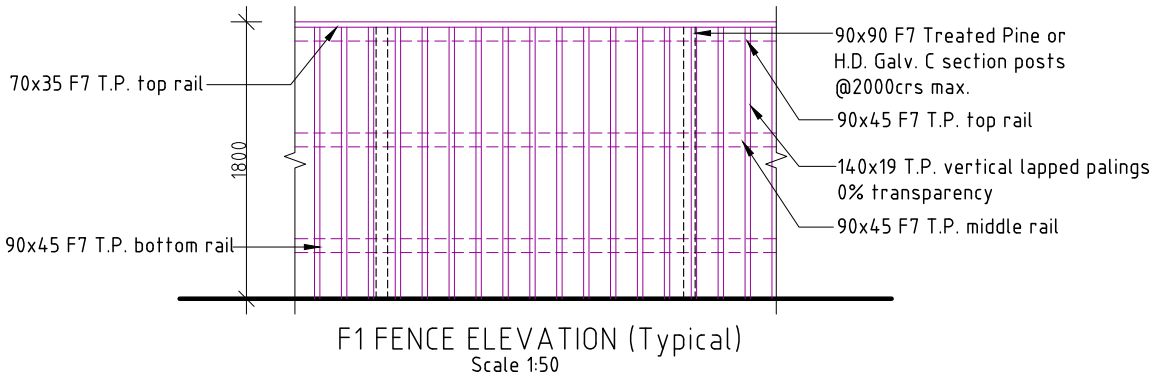 70x35 F7 T.P. top rail
1800
90x45 F7 T.P. bottom rail
90x90 F7 Treated Pine or
H.D. Galv. C section posts
@2000crs max.
90x45 F7 T.P. top rail
140x19 T.P. vertical lapped palings
0% transparency
90x45 F7 T.P. middle rail
F1 FENCE ELEVATION (Typical)
Scale 1:50